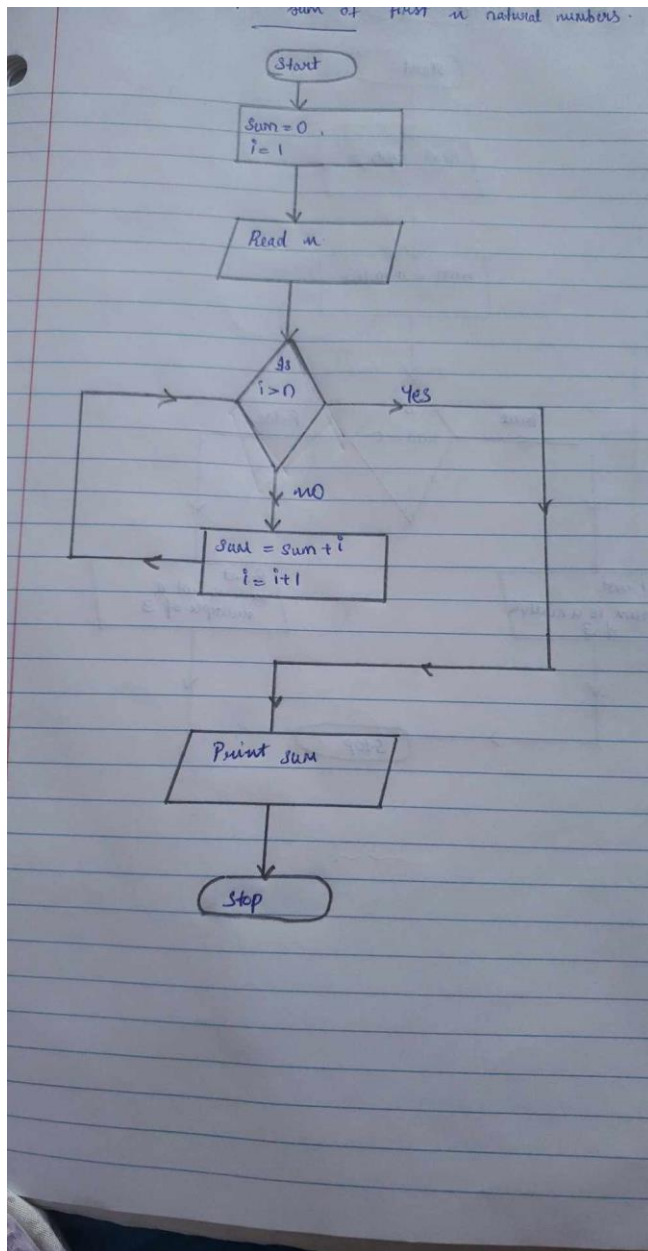 sum of first n natural numbers.
Start
Sum = 0
i = 1
Read n
Is
i > n
Yes
no
sum = sum + i
i = i + 1
Print sum
Stop